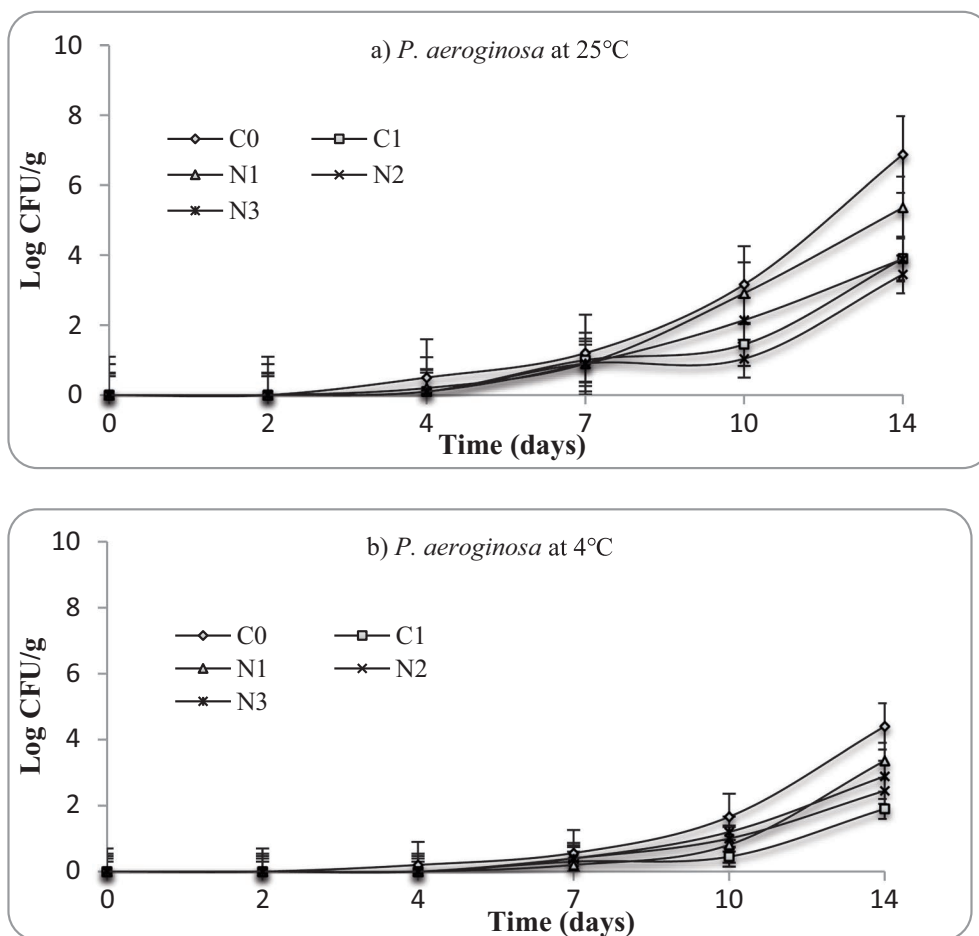 a) P. aeroginosa at 25°C
10
8
6
4
2
0
Log CFU/g
C0 C1
N1 N2
N3
0 2 4 7 10 14
Time (days)
b) P. aeroginosa at 4°C
10
8
6
4
2
0
Log CFU/g
C0 C1
N1 N2
N3
0 2 4 7 10 14
Time (days)